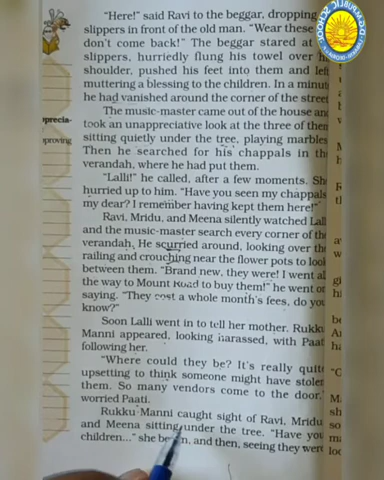 "Here!" said Ravi to the beggar, dropping
slippers in front of the old man. "Wear these
don't come back!" The beggar stared at
slippers, hurriedly flung his towel over
shoulder, pushed his feet into them and left
muttering a blessing to the children. In a minut
he had vanished around the corner of the street
The music-master came out of the house an
took an unappreciative look at the three of them
sitting quietly under the tree, playing marbles
Then he searched for his chappals in th
verandah, where he had put them.
"Lalli!" he called, after a few moments. Sh
hurried up to him. "Have you seen my chappals
my dear? I remember having kept them here!"
Ravi, Mridu, and Meena silently watched Lall
and the music-master search every corner of the
verandah. He scurried around, looking over the
railing and crouching near the flower pots to look
between them. "Brand new, they were! I went al
the way to Mount Road to buy them!" he went on
saying. "They cost a whole month's fees, do you
know?"
Soon Lalli went in to tell her mother. Rukku
Manni appeared, looking harassed, with Paat
following her.
"Where could they be? It's really quite
upsetting to think someone might have stolen
them. So many vendors come to the door."
worried Paati.
Rukku Manni caught sight of Ravi, Mridu
and Meena sitting under the tree. "Have you
children..." she and then, seeing they were
pprecia-
pproving
PUBLIC SCHOOL